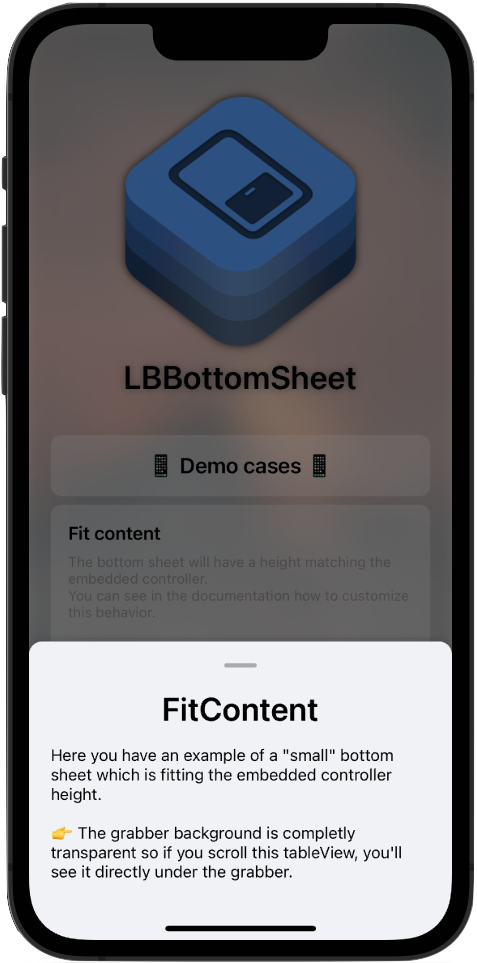 LBBottomSheet
📱 Demo cases 📱
Fit content
The bottom sheet will have a height matching the
embedded controller.
You can see in the documentation how to customize
this behavior.
FitContent
Here you have an example of a "small" bottom
sheet which is fitting the embedded controller
height.
👉 The grabber background is completly
transparent so if you scroll this tableView, you'll
see it directly under the grabber.